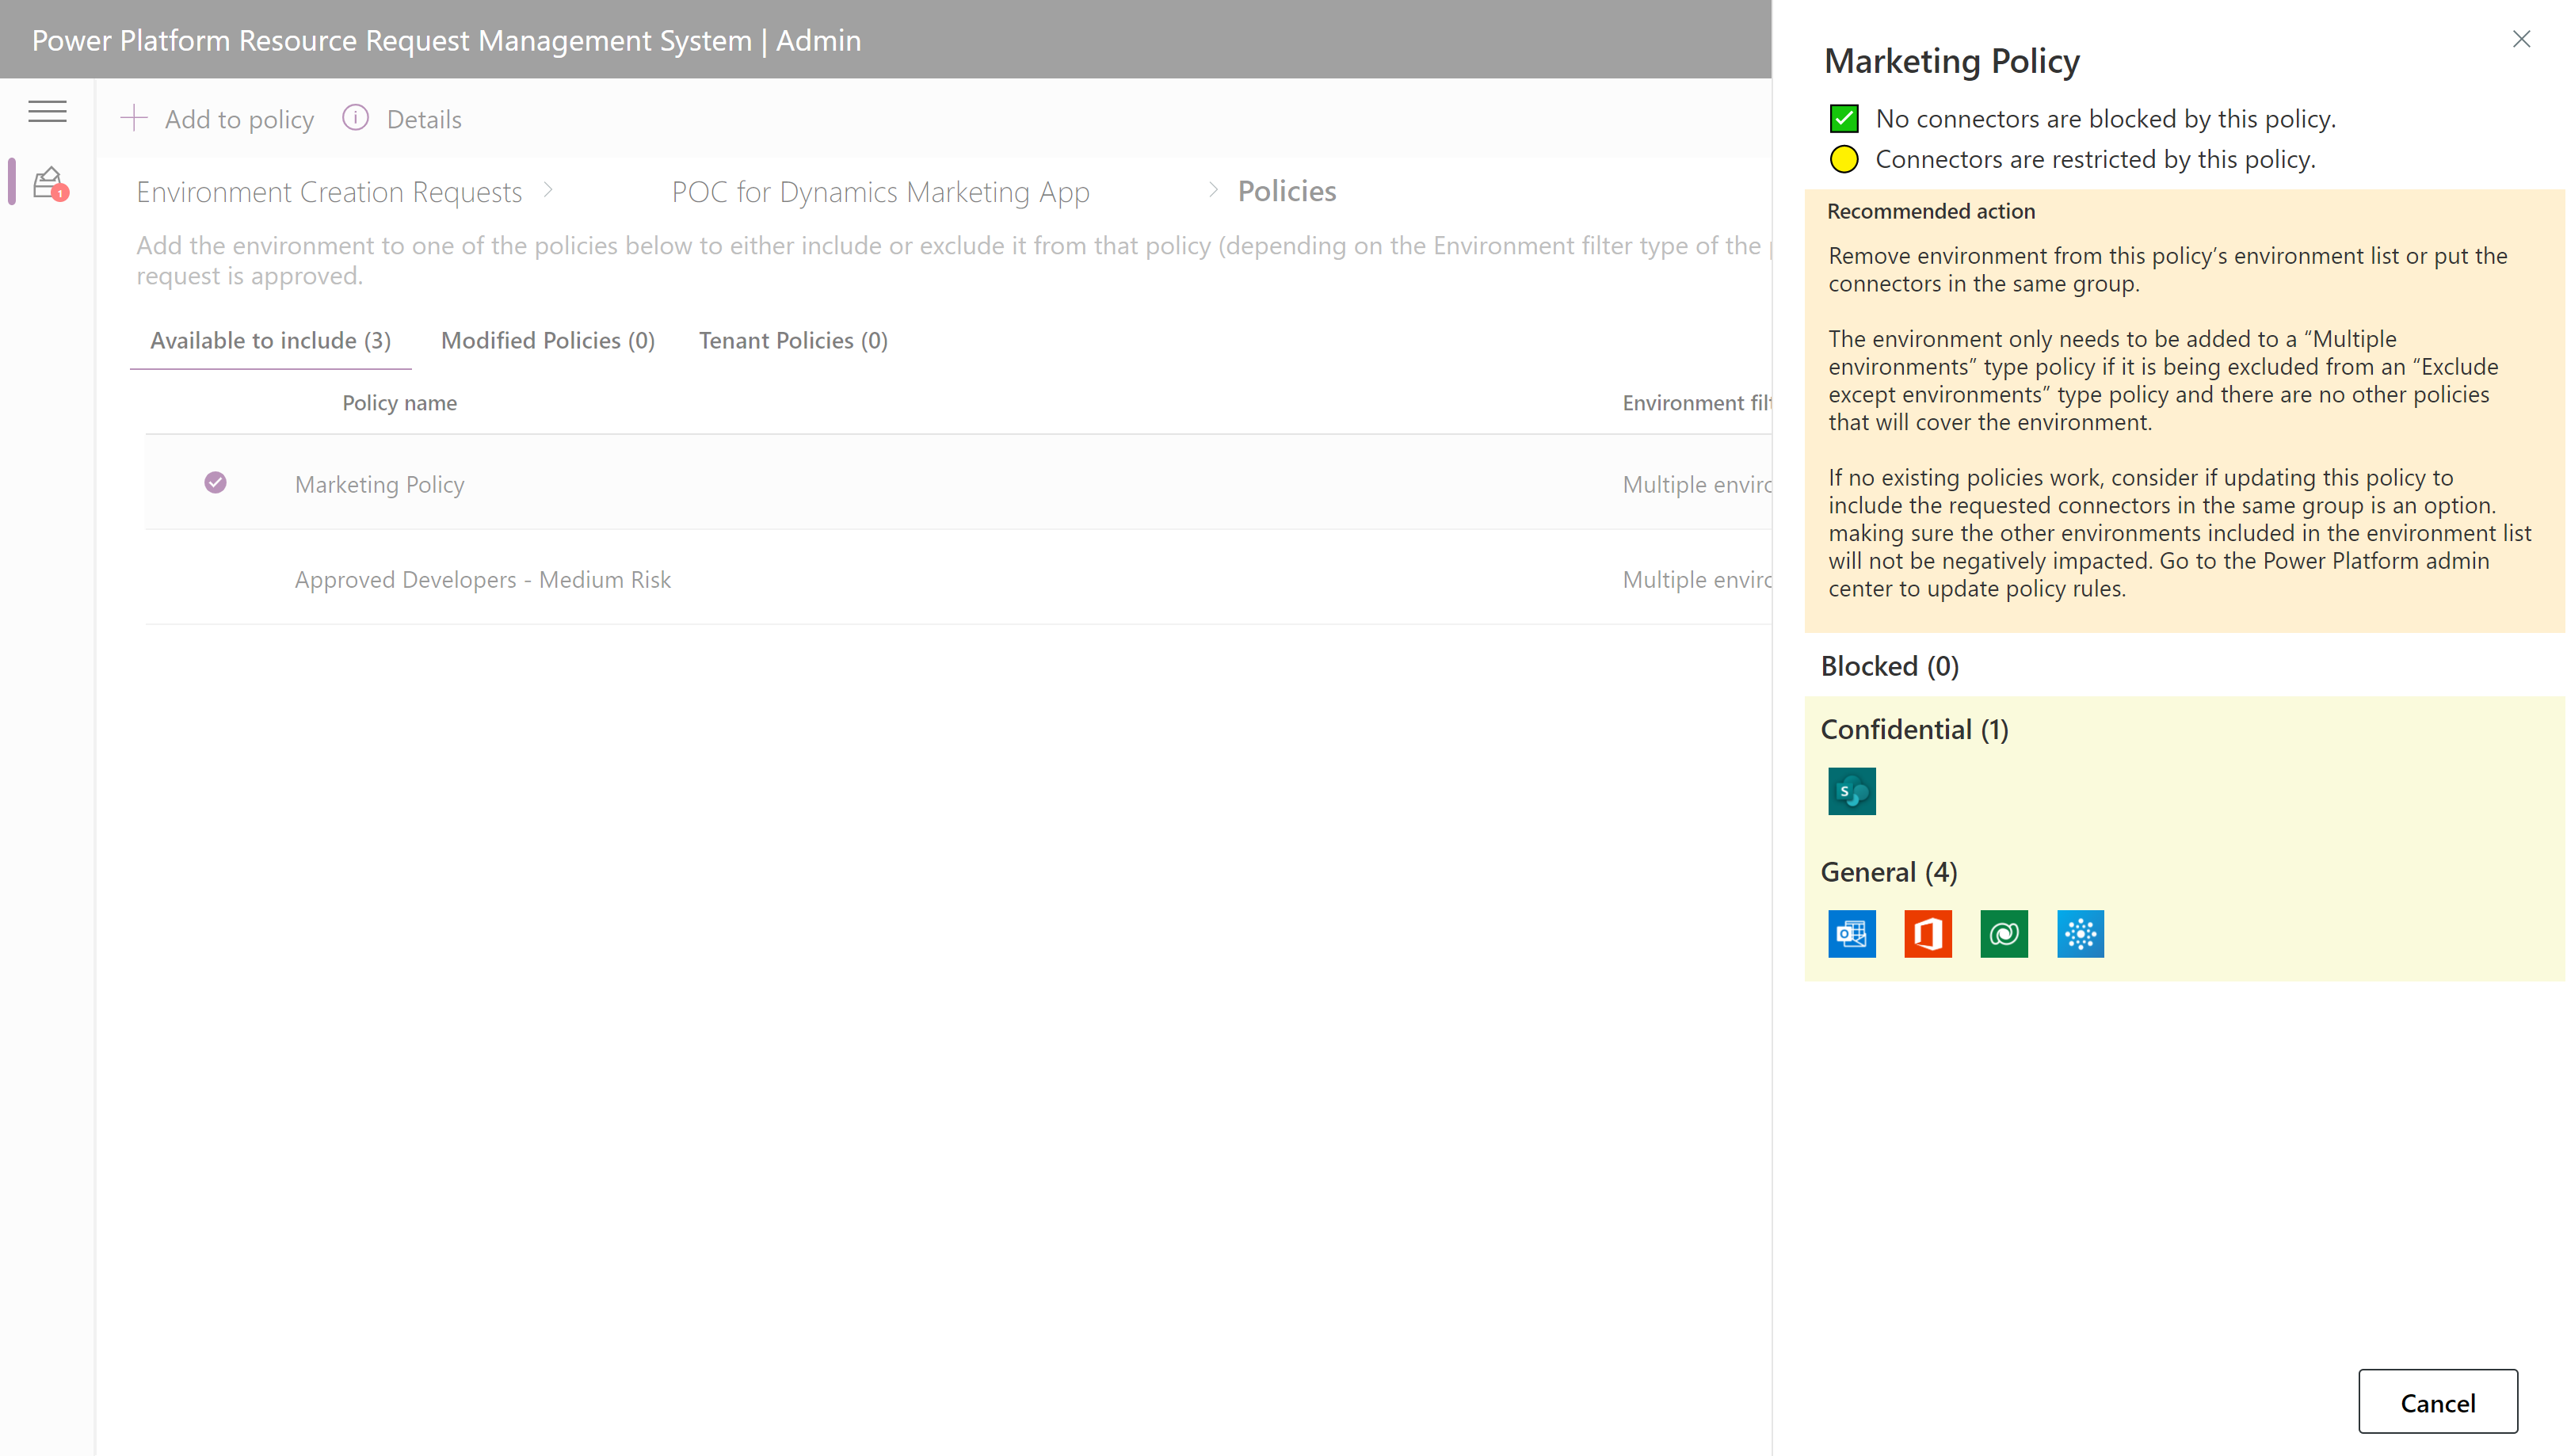 Power Platform Resource Request Management System | Admin
Add to policy
Details
1
Environment Creation Requests
POC for Dynamics Marketing App
Policies
Add the environment to one of the policies below to either include or exclude it from that policy (depending on the Environment filter type of the
request is approved.
Available to include (3)
Modified Policies (0)
Tenant Policies (0)
Policy name
Environment filt
Marketing Policy
Multiple enviro
Approved Developers - Medium Risk
Multiple enviro
Marketing Policy
No connectors are blocked by this policy.
Connectors are restricted by this policy.
Recommended action
Remove environment from this policy’s environment list or put the
connectors in the same group.
The environment only needs to be added to a “Multiple
environments” type policy if it is being excluded from an “Exclude
except environments” type policy and there are no other policies
that will cover the environment.
If no existing policies work, consider if updating this policy to
include the requested connectors in the same group is an option.
making sure the other environments included in the environment list
will not be negatively impacted. Go to the Power Platform admin
center to update policy rules.
Blocked (0)
Confidential (1)
S
General (4)
O
Cancel